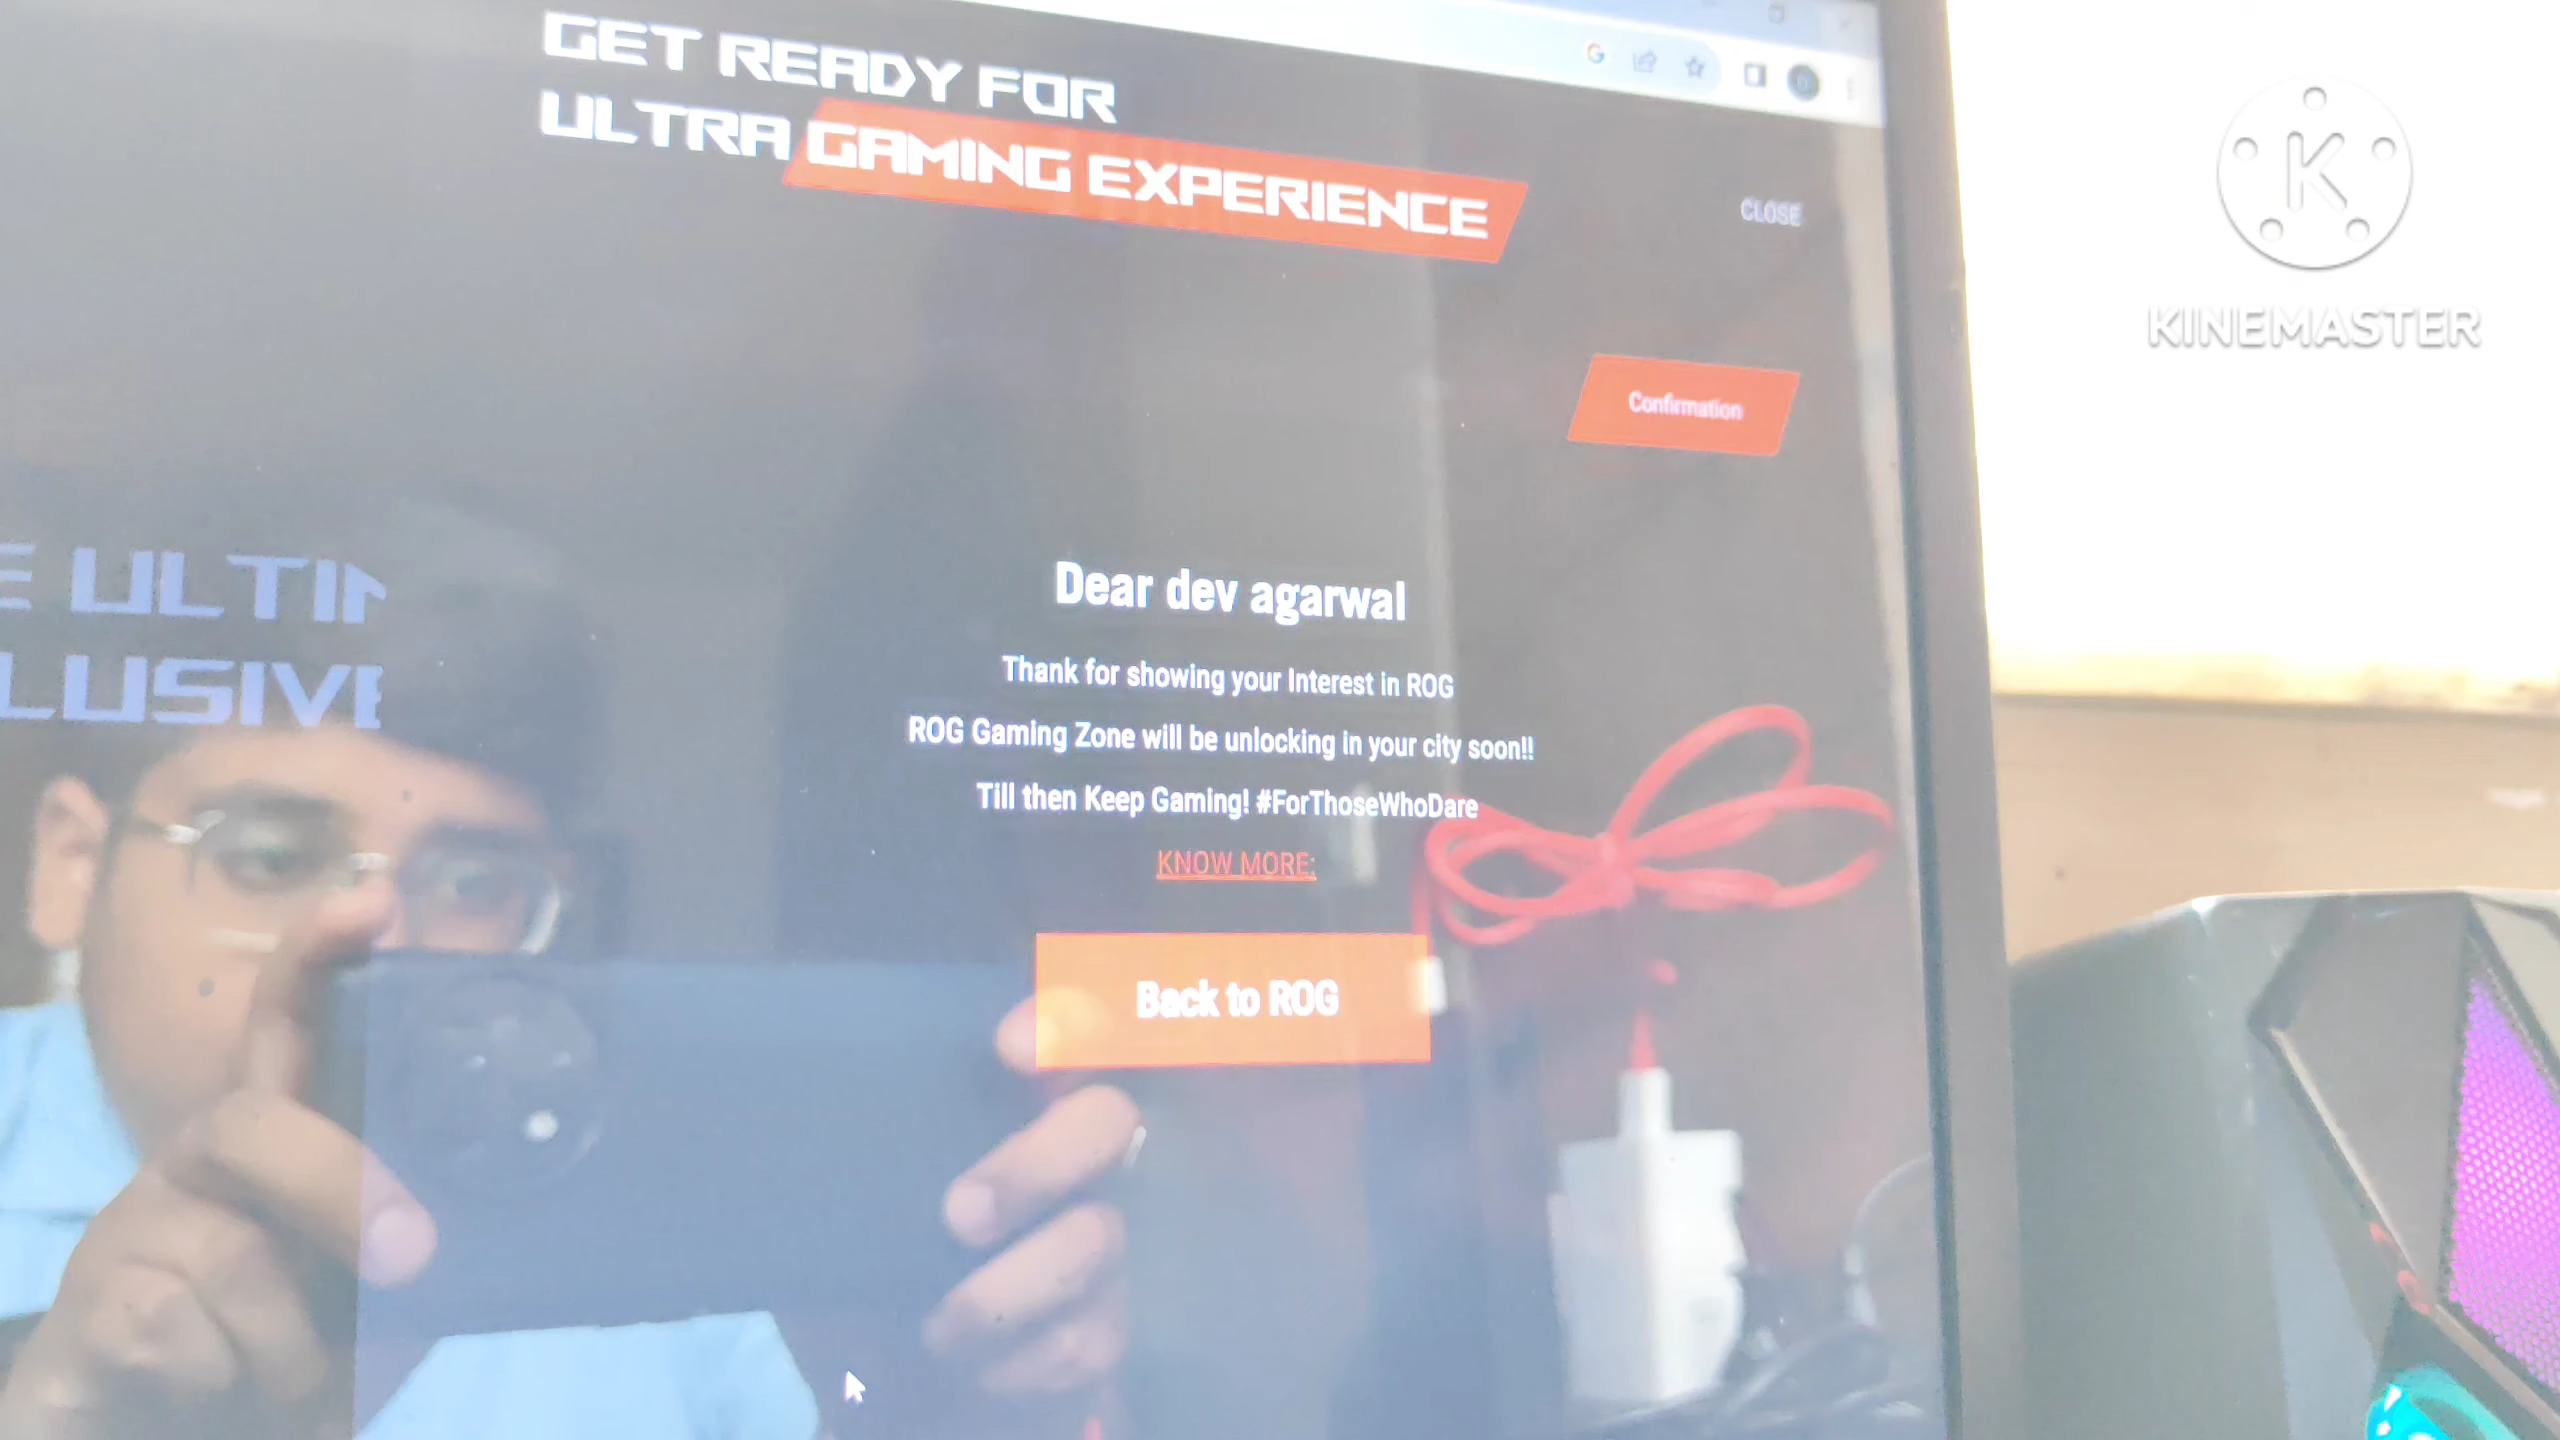 GET READY FOR
ULTRA GAMING EXPERIENCE
CLOSE
K
KINEMASTER
Confirmation
E ULTIM
LUSIVE
Dear dev agarwal
Thank for showing your Interest in ROG
ROG Gaming Zone will be unlocking in your city soon!!
Till then Keep Gaming! #ForThoseWhoDare
KNOW MORE:
Back to ROG